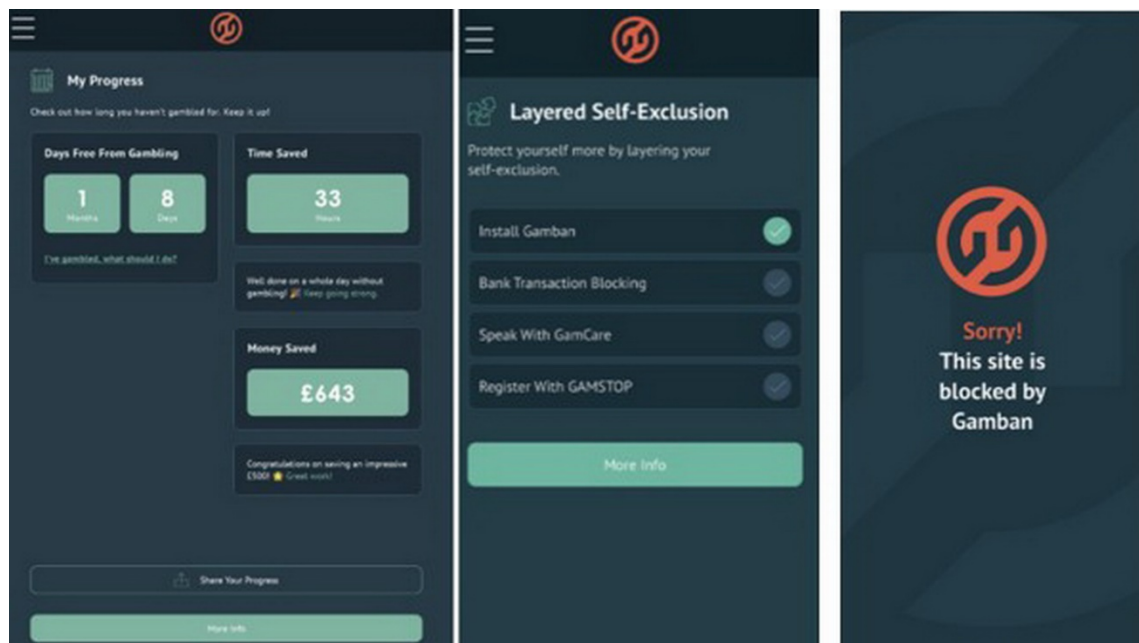 My Progress
Check out how long you haven't gambled for. Keep it up!
Days Free From Gambling
1
Months
8
Days
I've gambled, what should I do?
Time Saved
33
Hours
Well done on a whole day without
gambling! 🎉 Keep going strong.
Money Saved
£643
Congratulations on saving an impressive
£500! 🌟 Great work!
Share Your Progress
More Info
Layered Self-Exclusion
Protect yourself more by layering your
self-exclusion.
Install Gamban
Bank Transaction Blocking
Speak With GamCare
Register With GAMSTOP
More Info
Sorry!
This site is
blocked by
Gamban